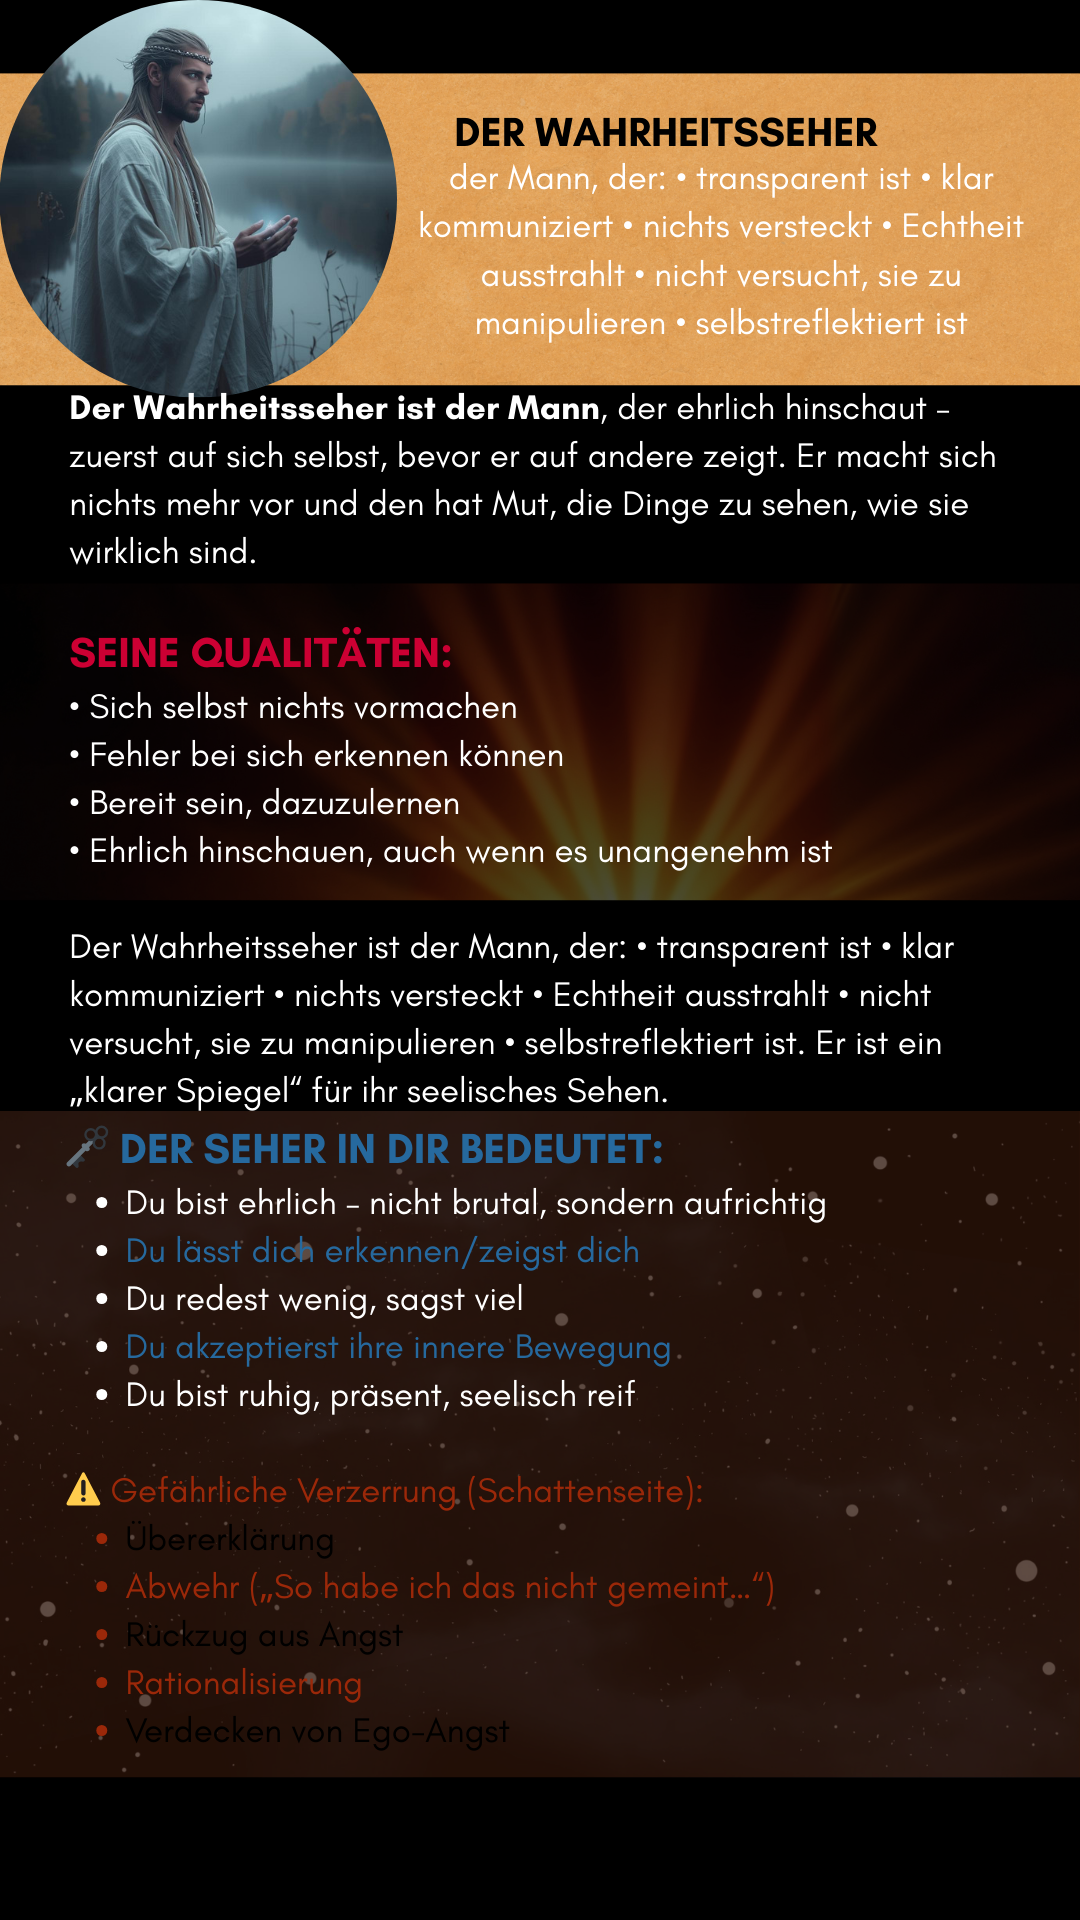 DER WAHRHEITSSEHER
der Mann, der: • transparent ist • klar
kommuniziert • nichts versteckt • Echtheit
ausstrahlt • nicht versucht, sie zu
manipulieren • selbstreflektiert ist
Der Wahrheitsseher ist der Mann, der ehrlich hinschaut –
zuerst auf sich selbst, bevor er auf andere zeigt. Er macht sich
nichts mehr vor und den hat Mut, die Dinge zu sehen, wie sie
wirklich sind.
SEINE QUALITÄTEN:
• Sich selbst nichts vormachen
• Fehler bei sich erkennen können
• Bereit sein, dazuzulernen
• Ehrlich hinschauen, auch wenn es unangenehm ist
Der Wahrheitsseher ist der Mann, der: • transparent ist • klar
kommuniziert • nichts versteckt • Echtheit ausstrahlt • nicht
versucht, sie zu manipulieren • selbstreflektiert ist. Er ist ein
„klarer Spiegel“ für ihr seelisches Sehen.
🗝️ DER SEHER IN DIR BEDEUTET:
• Du bist ehrlich – nicht brutal, sondern aufrichtig
• Du lässt dich erkennen/zeigst dich
• Du redest wenig, sagst viel
• Du akzeptierst ihre innere Bewegung
• Du bist ruhig, präsent, seelisch reif
⚠️ Gefährliche Verzerrung (Schattenseite):
• Übererklärung
• Abwehr („So habe ich das nicht gemeint…“)
• Rückzug aus Angst
• Rationalisierung
• Verdecken von Ego-Angst